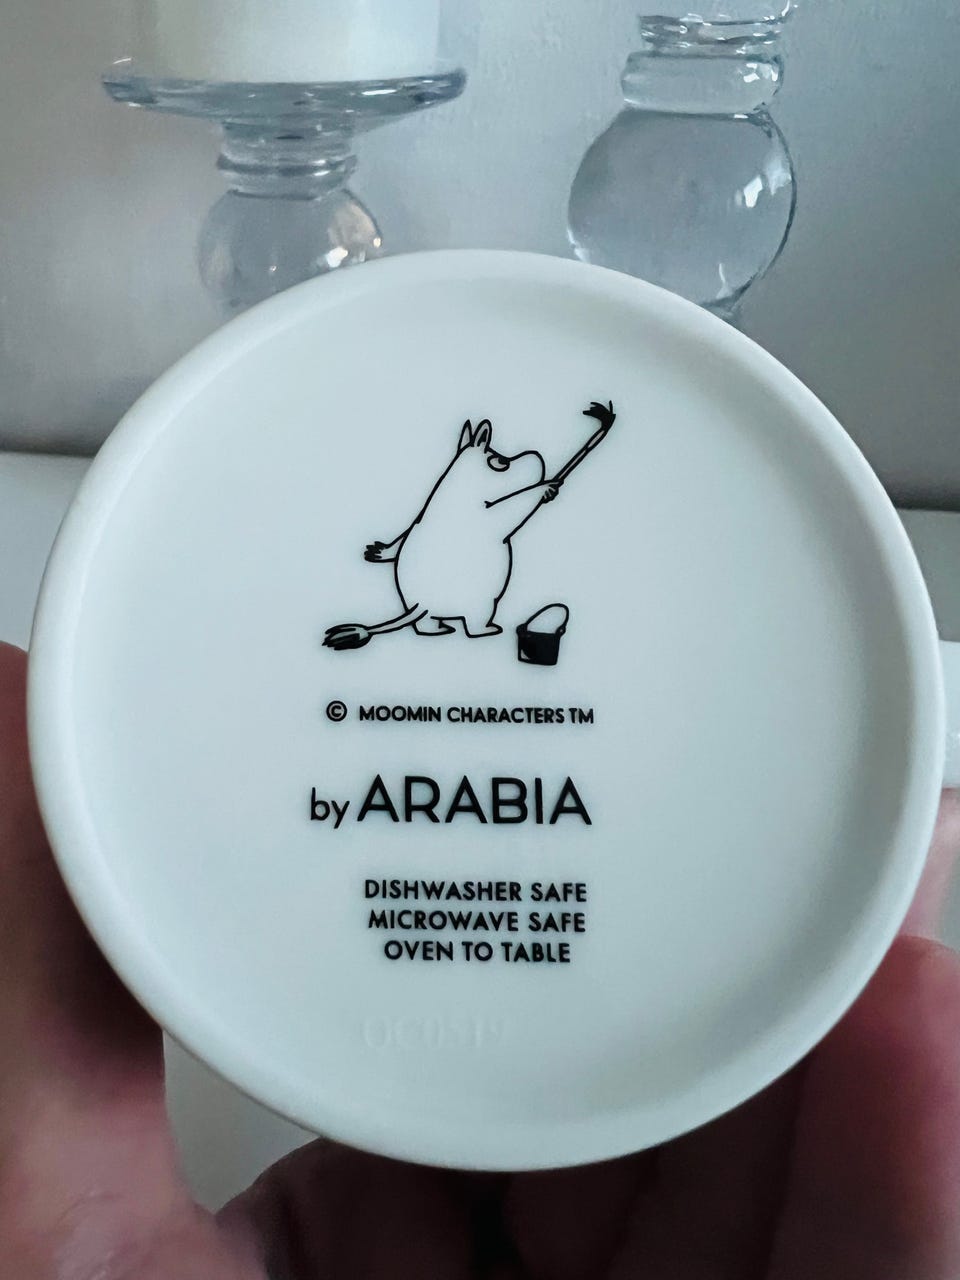 © MOOMIN CHARACTERS TM
by ARABIA
DISHWASHER SAFE
MICROWAVE SAFE
OVEN TO TABLE